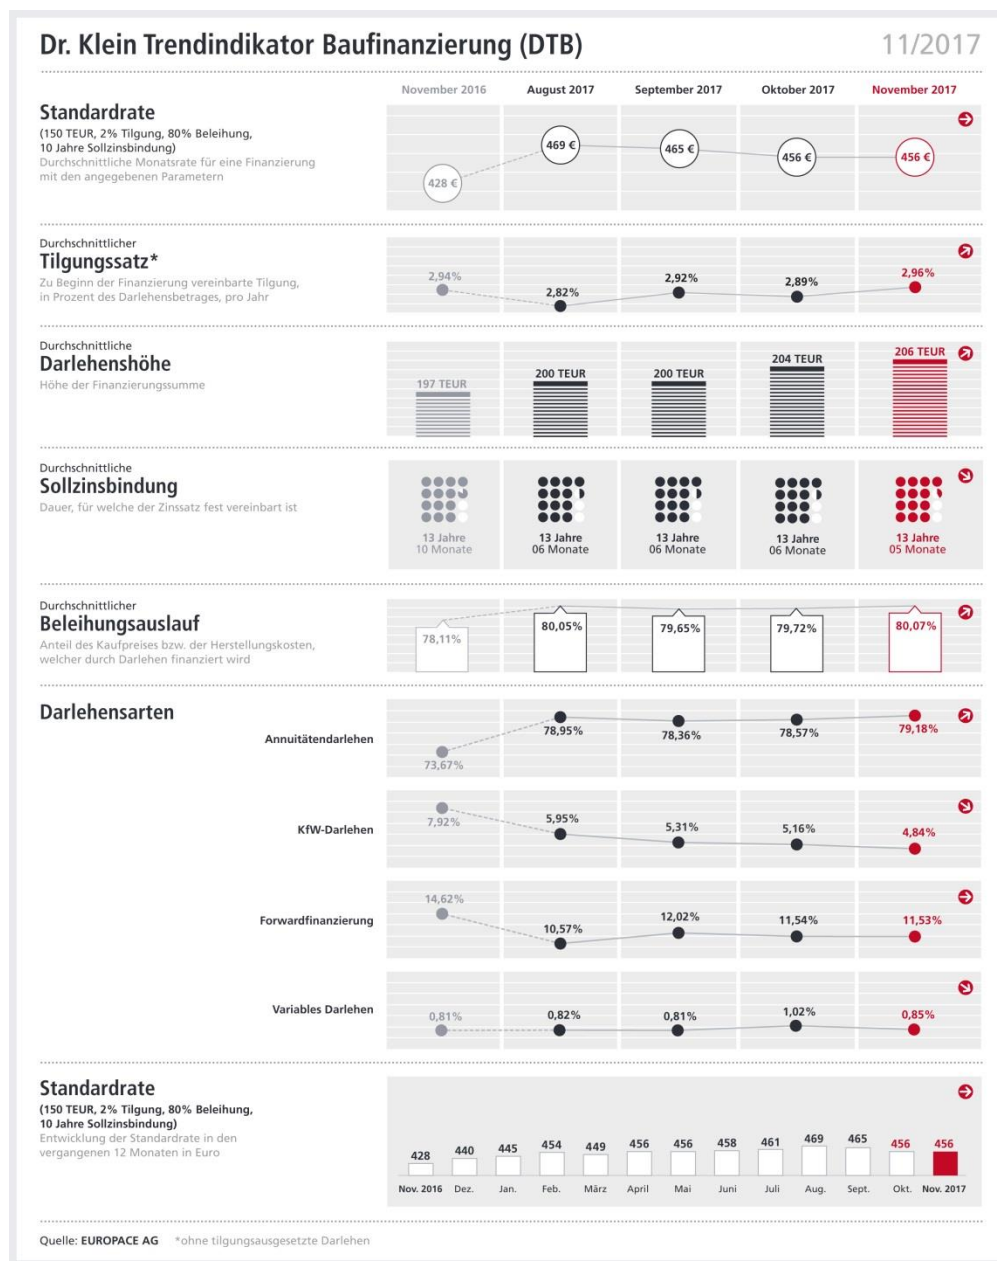 Dr. Klein Trendindikator Baufinanzierung (DTB)
11/2017
November 2016
August 2017
September 2017
Oktober 2017
November 2017
Standardrate
(150 TEUR, 2% Tilgung, 80% Beleihung,
10 Jahre Sollzinsbindung)
Durchschnittliche Monatsrate für eine Finanzierung
mit den angegebenen Parametern
428 €
469 €
465 €
456 €
456 €
Durchschnittlicher
Tilgungssatz*
Zu Beginn der Finanzierung vereinbarte Tilgung,
in Prozent des Darlehensbetrages, pro Jahr
2,94%
2,82%
2,92%
2,89%
2,96%
Durchschnittliche
Darlehenshöhe
Höhe der Finanzierungssumme
197 TEUR
200 TEUR
200 TEUR
204 TEUR
206 TEUR
Durchschnittliche
Sollzinsbindung
Dauer, für welche der Zinssatz fest vereinbart ist
13 Jahre
10 Monate
13 Jahre
06 Monate
13 Jahre
06 Monate
13 Jahre
06 Monate
13 Jahre
05 Monate
Durchschnittlicher
Beleihungsauslauf
Anteil des Kaufpreises bzw. der Herstellungskosten,
welcher durch Darlehen finanziert wird
78,11%
80,05%
79,65%
79,72%
80,07%
Darlehensarten
Annuitätendarlehen
73,67%
78,95%
78,36%
78,57%
79,18%
KfW-Darlehen
7,92%
5,95%
5,31%
5,16%
4,84%
Forwardfinanzierung
14,62%
10,57%
12,02%
11,54%
11,53%
Variables Darlehen
0,81%
0,82%
0,81%
1,02%
0,85%
Standardrate
(150 TEUR, 2% Tilgung, 80% Beleihung,
10 Jahre Sollzinsbindung)
Entwicklung der Standardrate in den
vergangenen 12 Monaten in Euro
428 440 445 454 449 456 456 458 461 469 465 456 456
Nov. 2016 Dez. Jan. Feb. März April Mai Juni Juli Aug. Sept. Okt. Nov. 2017
Quelle: EUROPACE AG *ohne tilgungsausgesetzte Darlehen